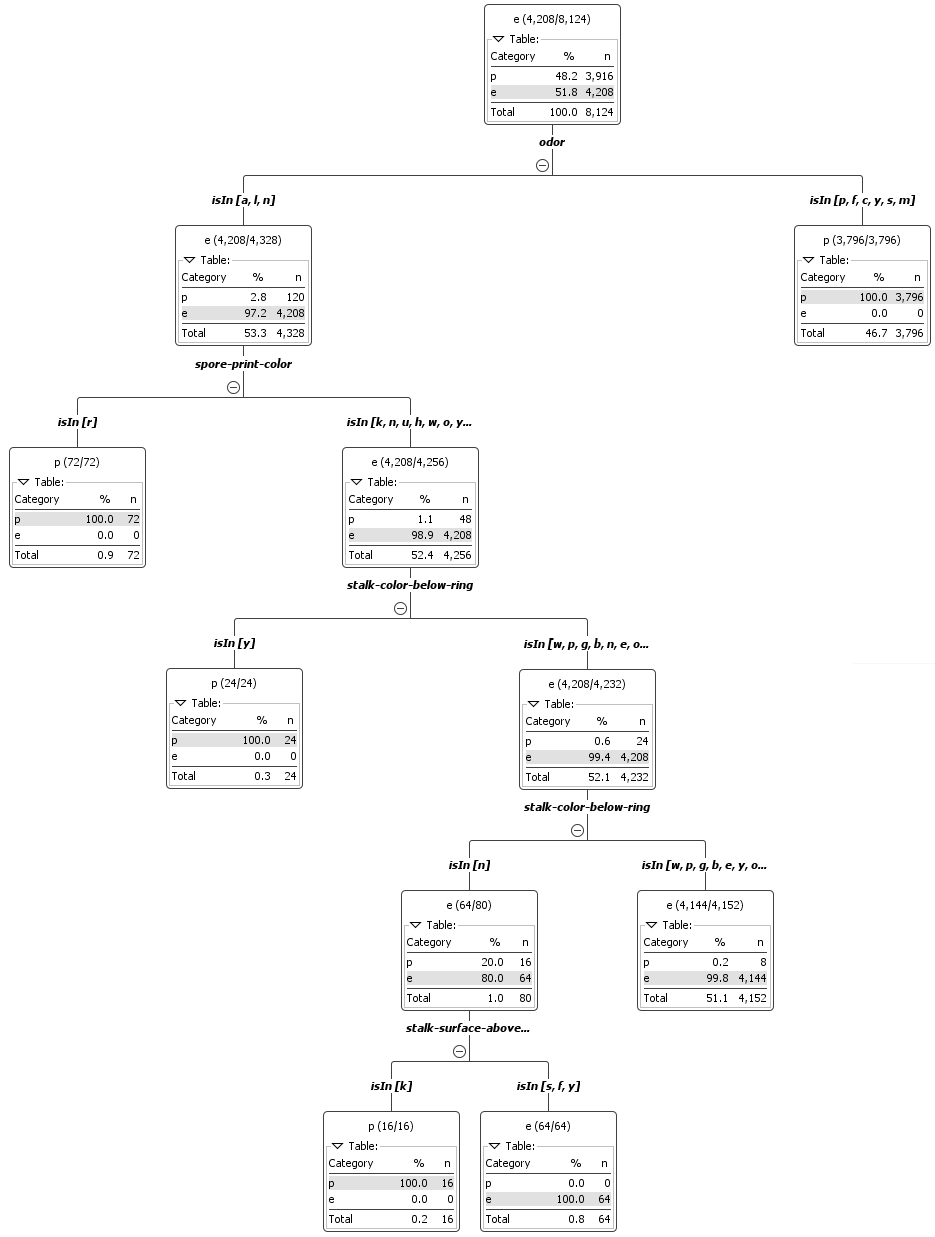 e (4,208/8,124)
Table:
Category % n
p 48.2 3,916
e 51.8 4,208
Total 100.0 8,124
odor
isIn [a, l, n]
isIn [p, f, c, y, s, m]
e (4,208/4,328)
Table:
Category % n
p 2.8 120
e 97.2 4,208
Total 53.3 4,328
p (3,796/3,796)
Table:
Category % n
p 100.0 3,796
e 0.0 0
Total 46.7 3,796
spore-print-color
isIn [r]
isIn [k, n, u, h, w, o, y...
p (72/72)
Table:
Category % n
p 100.0 72
e 0.0 0
Total 0.9 72
e (4,208/4,256)
Table:
Category % n
p 1.1 48
e 98.9 4,208
Total 52.4 4,256
stalk-color-below-ring
isIn [y]
isIn [w, p, g, b, n, e, o...
p (24/24)
Table:
Category % n
p 100.0 24
e 0.0 0
Total 0.3 24
e (4,208/4,232)
Table:
Category % n
p 0.6 24
e 99.4 4,208
Total 52.1 4,232
stalk-color-below-ring
isIn [n]
isIn [w, p, g, b, e, y, o...
e (64/80)
Table:
Category % n
p 20.0 16
e 80.0 64
Total 1.0 80
e (4,144/4,152)
Table:
Category % n
p 0.2 8
e 99.8 4,144
Total 51.1 4,152
stalk-surface-above...
isIn [k]
isIn [s, f, y]
p (16/16)
Table:
Category % n
p 100.0 16
e 0.0 0
Total 0.2 16
e (64/64)
Table:
Category % n
p 0.0 0
e 100.0 64
Total 0.8 64